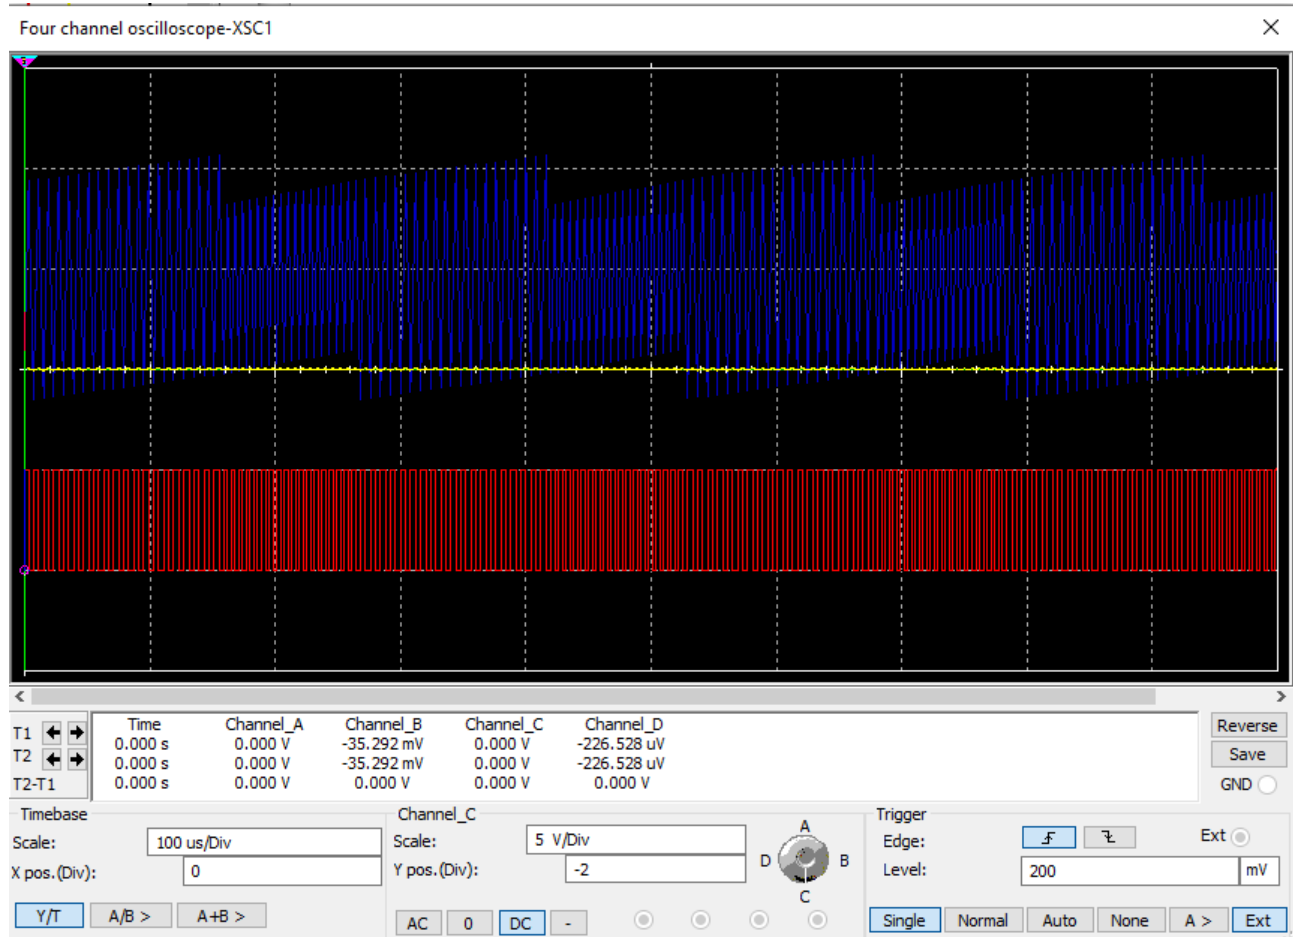 Four channel oscilloscope-XSC1
T1
T2
T2-T1
Time Channel_A Channel_B Channel_C Channel_D
0.000 s 0.000 V -35.292 mV 0.000 V -226.528 uV
0.000 s 0.000 V -35.292 mV 0.000 V -226.528 uV
0.000 s 0.000 V 0.000 V 0.000 V 0.000 V
Reverse
Save
GND
Timebase
Scale: 100 us/Div
X pos.(Div): 0
Y/T A/B > A+B >
Channel_C
Scale: 5 V/Div
Y pos.(Div): -2
AC 0 DC -
A
D B
C
Trigger
Edge: Ext
Level: 200 mV
Single Normal Auto None A > Ext